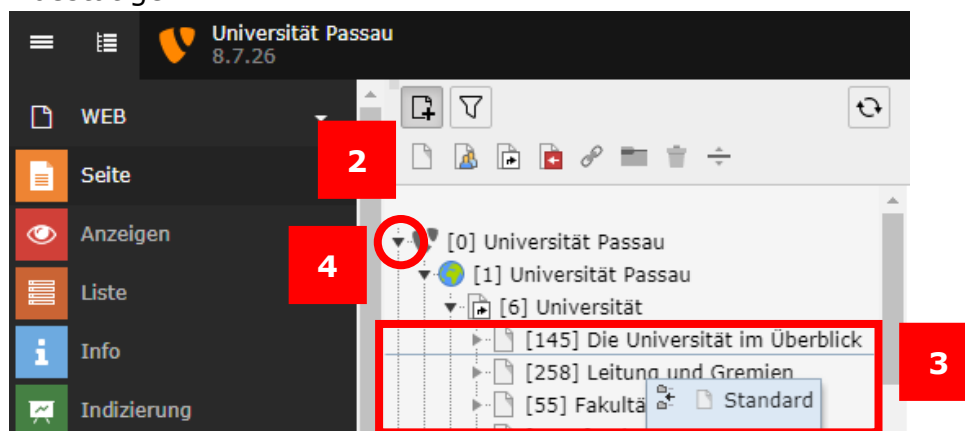 Universität Passau
8.7.26
WEB
2
Seite
Anzeigen
4
[0] Universität Passau
[1] Universität Passau
Liste
[6] Universität
[145] Die Universität im Überblick
Info
[258] Leitung und Gremien
3
[55] Fakultä
Standard
Indizierung